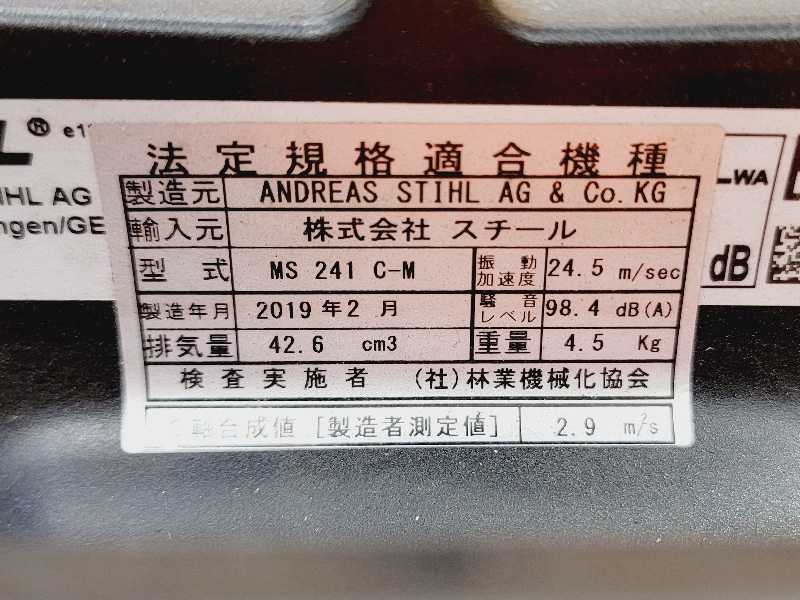 法定規格適合機種
製造元 ANDREAS STIHL AG & Co.KG
輸入元 株式会社 スチール
型式 MS 241 C-M 振動加速度 24.5 m/sec
製造年月 2019 年 2 月 騒音レベル 98.4 dB(A)
排気量 42.6 cm3 重量 4.5 Kg
検査実施者 (社)林業機械化協会
軸合成値 [製造者測定値] 2.9 m²/s
L® e1
IHL AG
ngen/GE
WA
dB